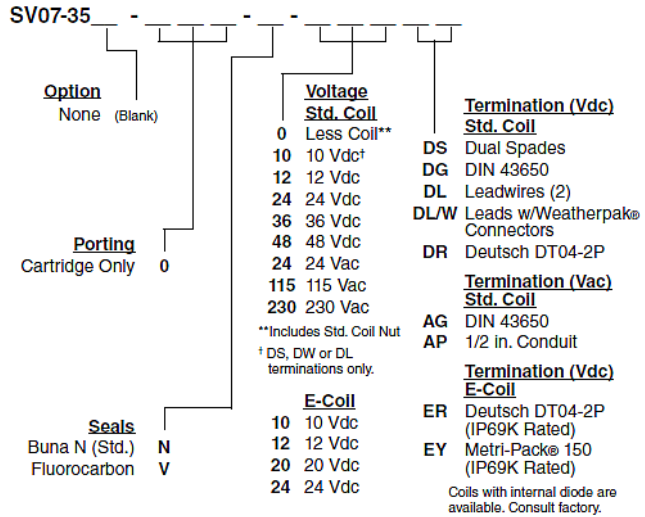 SV07-35__ - _ _ _ - _ - _ _ _ _ _
Option
None (Blank)
Porting
Cartridge Only 0
Seals
Buna N (Std.) N
Fluorocarbon V
Voltage
Std. Coil
0 Less Coil**
10 10 Vdc†
12 12 Vdc
24 24 Vdc
36 36 Vdc
48 48 Vdc
24 24 Vac
115 115 Vac
230 230 Vac
**Includes Std. Coil Nut
† DS, DW or DL
terminations only.
E-Coil
10 10 Vdc
12 12 Vdc
20 20 Vdc
24 24 Vdc
Termination (Vdc)
Std. Coil
DS Dual Spades
DG DIN 43650
DL Leadwires (2)
DL/W Leads w/Weatherpak®
Connectors
DR Deutsch DT04-2P
Termination (Vac)
Std. Coil
AG DIN 43650
AP 1/2 in. Conduit
Termination (Vdc)
E-Coil
ER Deutsch DT04-2P
(IP69K Rated)
EY Metri-Pack® 150
(IP69K Rated)
Coils with internal diode are
available. Consult factory.